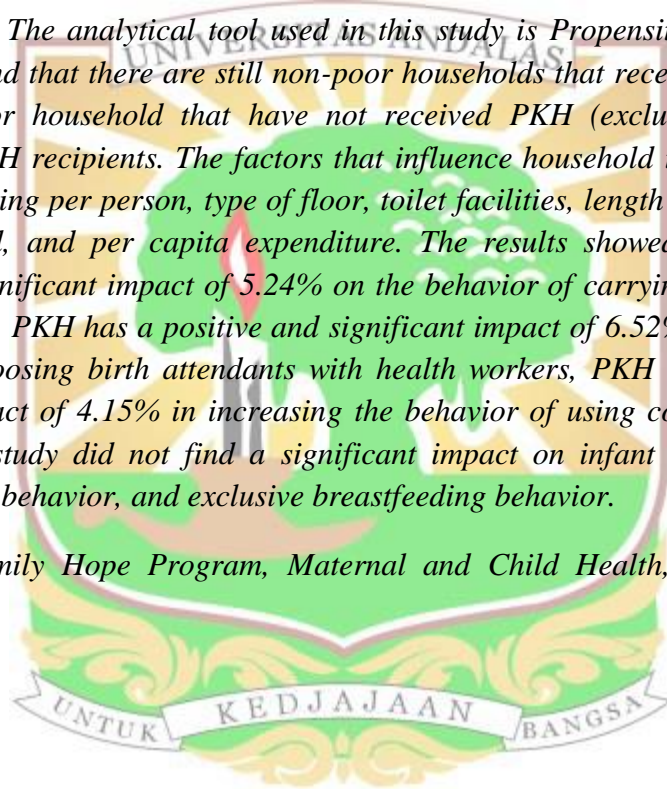 The analytical tool used in this study is Propensi
UNIVERSITAS ANDALAS
nd that there are still non-poor households that rece
or household that have not received PKH (exclu
H recipients. The factors that influence household
ing per person, type of floor, toilet facilities, length
l, and per capita expenditure. The results showed
nificant impact of 5.24% on the behavior of carryin
. PKH has a positive and significant impact of 6.52%
oosing birth attendants with health workers, PKH
uct of 4.15% in increasing the behavior of using co
study did not find a significant impact on infant
behavior, and exclusive breastfeeding behavior.
mily Hope Program, Maternal and Child Health,
UNTUK KEDJAJAAN BANGSA